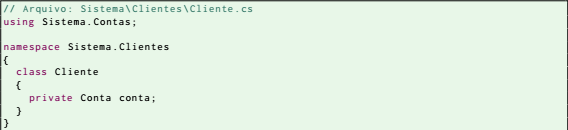 // Arquivo: Sistema\Clientes\Cliente.cs
using Sistema.Contas;

namespace Sistema.Clientes
{
  class Cliente
  {
    private Conta conta;
  }
}